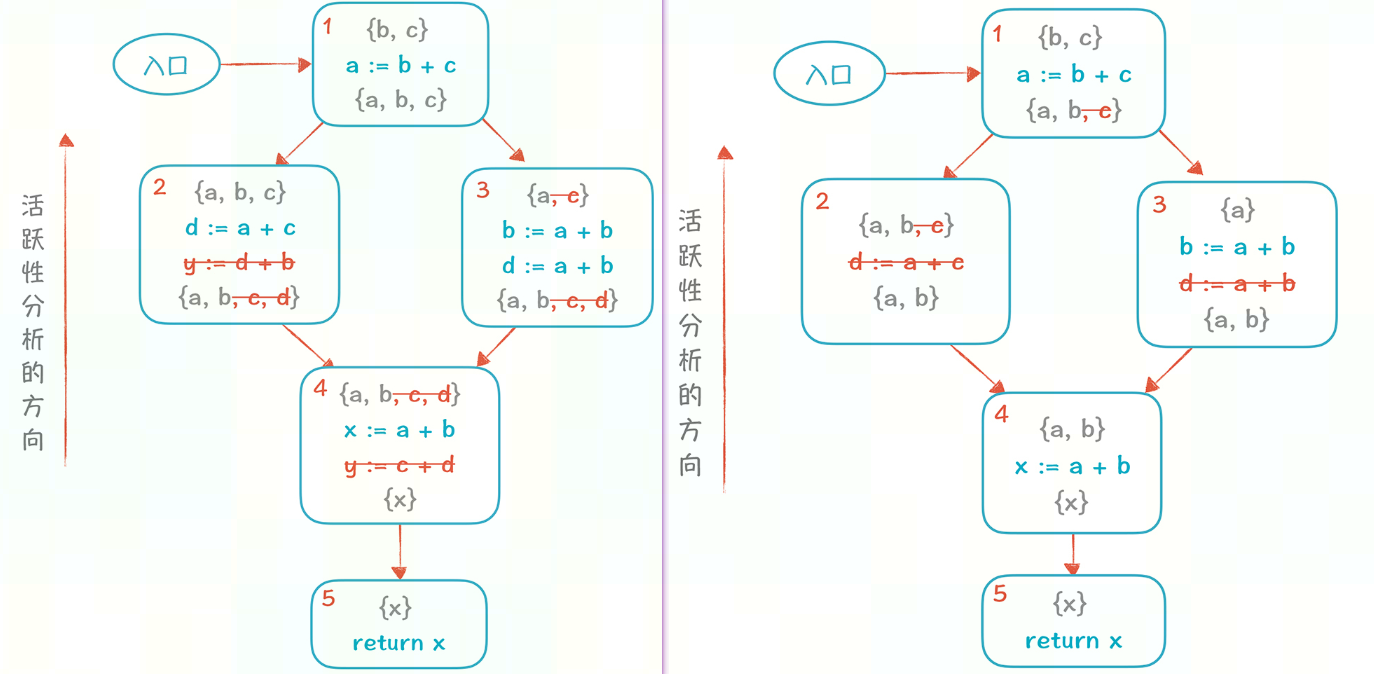 入口
1
{b, c}
a := b + c
{a, b, c}
2
{a, b, c}
d := a + c
y := d + b
{a, b, c, d}
3
{a, c}
b := a + b
d := a + b
{a, b, c, d}
4
{a, b, c, d}
x := a + b
y := c + d
{x}
5
{x}
return x
活跃性分析的方向
入口
1
{b, c}
a := b + c
{a, b, c}
2
{a, b, c}
d := a + c
{a, b}
3
{a}
b := a + b
d := a + b
{a, b}
4
{a, b}
x := a + b
{x}
5
{x}
return x
活跃性分析的方向